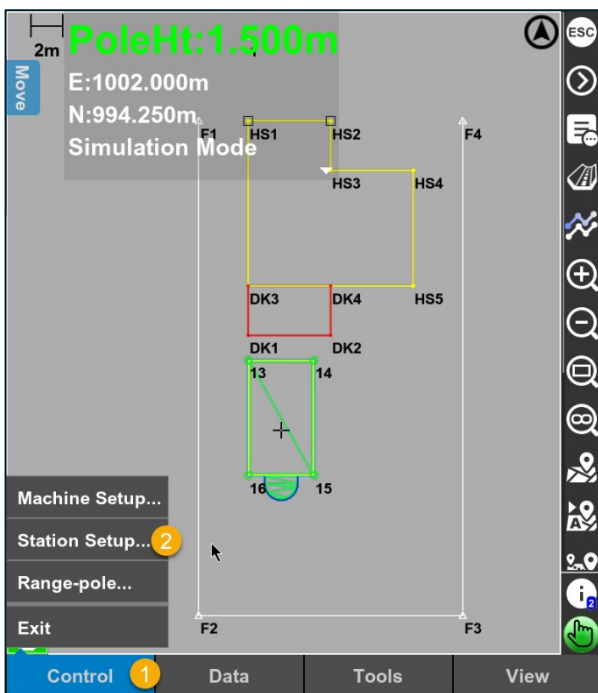 PoleHt:1.500m
2m
Move
E:1002.000m
N:994.250m
Simulation Mode
ESC
F1 HS1 HS2 F4
HS3 HS4
DK3 DK4 HS5
DK1 DK2
13 14
16 15
Machine Setup...
Station Setup... 2
Range-pole...
Exit
F2 F3
A
i 2
Control 1 Data Tools View